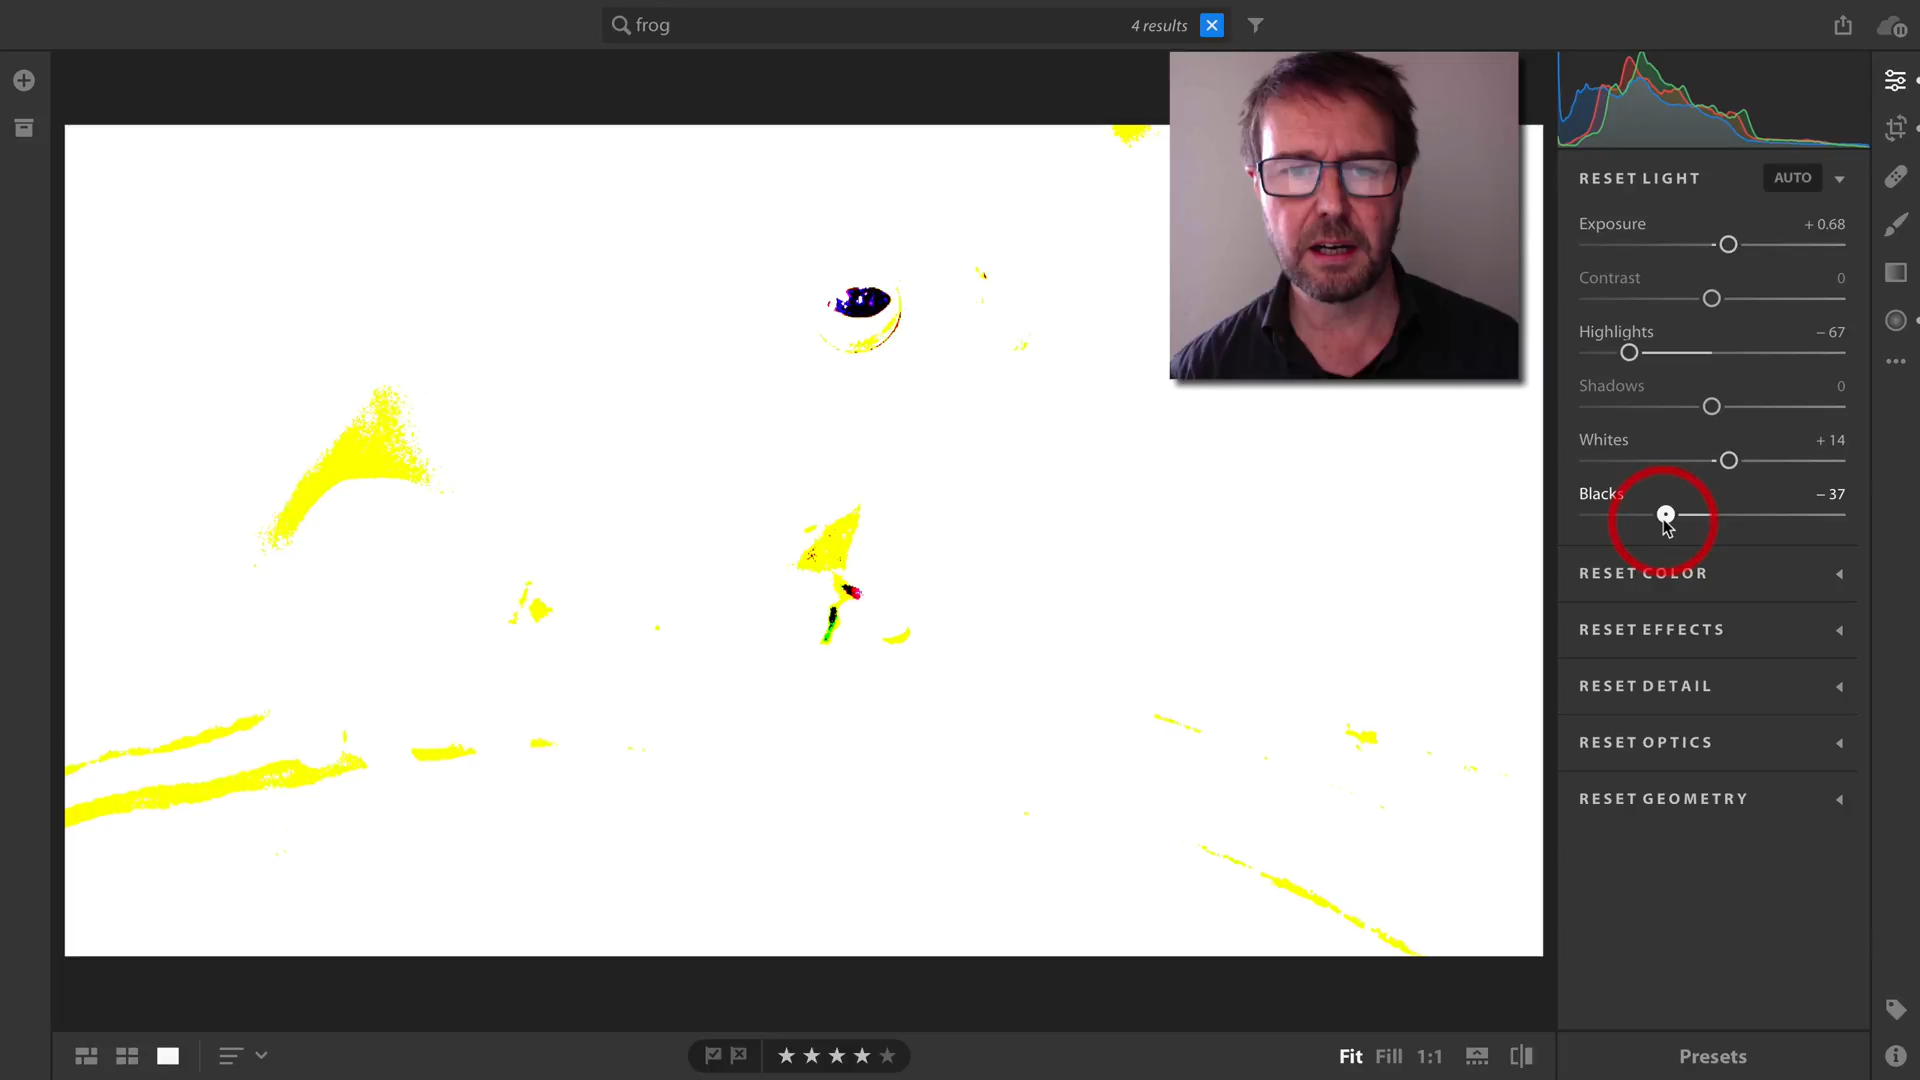 frog
4 results
RESET LIGHT
AUTO
Exposure
+ 0.68
Contrast
0
Highlights
– 67
Shadows
0
Whites
+ 14
Blacks
– 37
RESET COLOR
RESET EFFECTS
RESET DETAIL
RESET OPTICS
RESET GEOMETRY
Fit Fill 1:1
Presets